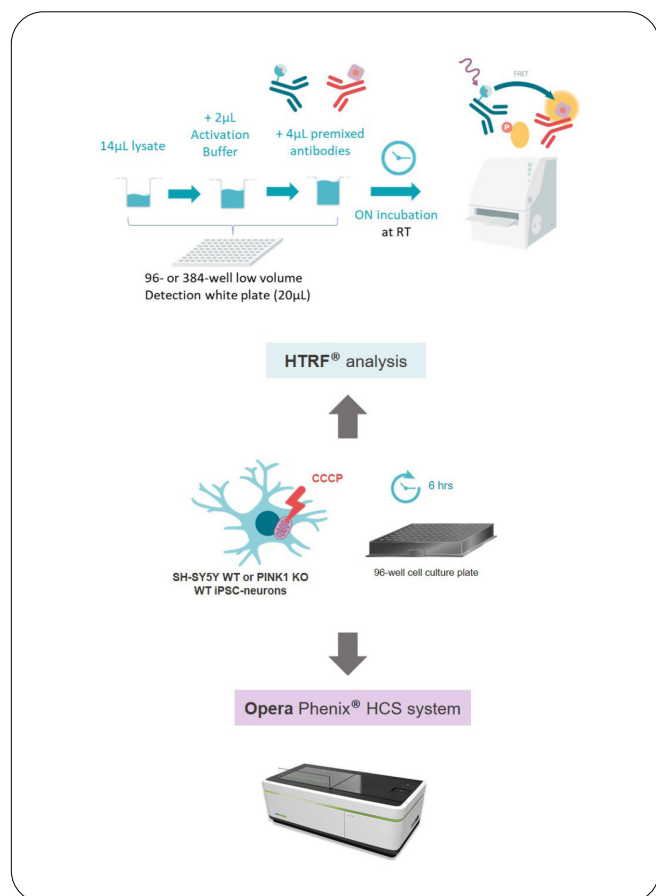 FRET
P
14µL lysate
+ 2µL
Activation
Buffer
+ 4µL premixed
antibodies
ON incubation
at RT
96- or 384-well low volume
Detection white plate (20µL)
HTRF® analysis
CCCP
6 hrs
SH-SY5Y WT or PINK1 KO
WT iPSC-neurons
96-well cell culture plate
Opera Phenix® HCS system